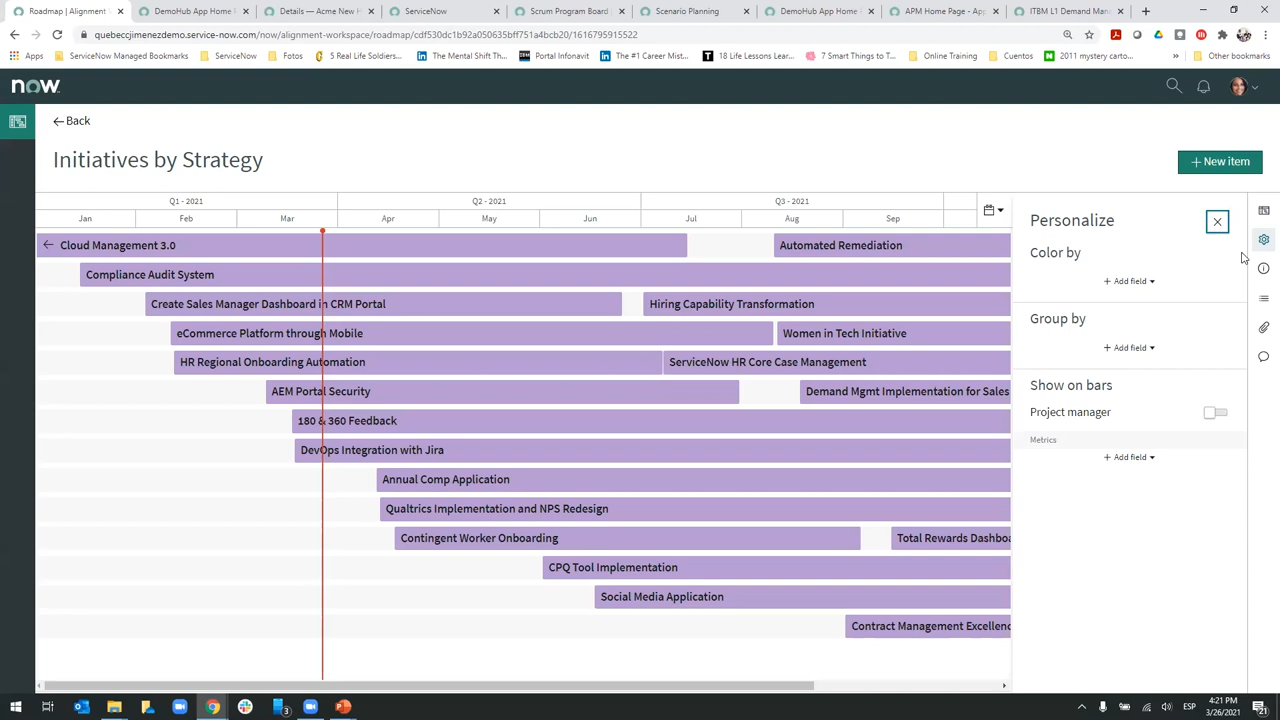 Roadmap | Alignment
DemoHub App Home
Details — Acme New H
ServiceNow
Scrum Program Board
Scenario Planning
DemoHub App Home
APM Home Page - App
ITBM L1 Demand Man
quebeccjimenezdemo.service-now.com/now/alignment-workspace/roadmap/cdf530dc1b92a050635bff751a4bcb20/1616795915522
Apps
ServiceNow Managed Bookmarks
ServiceNow
Fotos
5 Real Life Soldiers...
The Mental Shift Th...
Portal Infonavit
The #1 Career Mist...
18 Life Lessons Lear...
7 Smart Things to T...
Online Training
Cuentos
2011 mystery carto...
»
Other bookmarks
now.
Back
Initiatives by Strategy
+ New item
Q1 - 2021
Q2 - 2021
Q3 - 2021
Jan
Feb
Mar
Apr
May
Jun
Jul
Aug
Sep
Cloud Management 3.0
Automated Remediation
Compliance Audit System
Create Sales Manager Dashboard in CRM Portal
Hiring Capability Transformation
eCommerce Platform through Mobile
Women in Tech Initiative
HR Regional Onboarding Automation
ServiceNow HR Core Case Management
AEM Portal Security
Demand Mgmt Implementation for Sales
180 & 360 Feedback
DevOps Integration with Jira
Annual Comp Application
Qualtrics Implementation and NPS Redesign
Contingent Worker Onboarding
Total Rewards Dashboa
CPQ Tool Implementation
Social Media Application
Contract Management Excellenc
Personalize
Color by
+ Add field
Group by
+ Add field
Show on bars
Project manager
Metrics
+ Add field
3
ESP
4:21 PM
3/26/2021
21